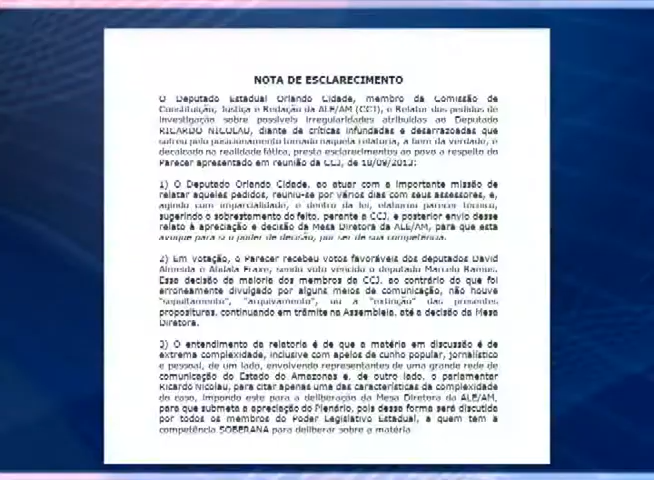 NOTA DE ESCLARECIMENTO
O Deputado Estadual Orlando Cidade, membro da Comissão de
Constituição, Justiça e Redação da ALE/AM (CCJ), e Relator dos pedidos de
investigação sobre possíveis irregularidades atribuídas ao Deputado
RICARDO NICOLAU, diante de críticas infundadas e desarrazoadas que
sofreu pelo posicionamento tomado naquela relatoria, a bem da verdade, e
decalcado na realidade fática, presta esclarecimentos ao povo a respeito do
Parecer apresentado em reunião da CCJ, de 18/09/2013:
1) O Deputado Orlando Cidade, ao atuar com a importante missão de
relatar aqueles pedidos, reuniu-se por vários dias com seus assessores, e,
agindo com imparcialidade, e dentro da lei, elaborou parecer técnico,
sugerindo o sobrestamento do feito, perante a CCJ, e posterior envio desse
relato à apreciação e decisão da Mesa Diretora da ALE/AM, para que esta
avoque para si o poder de decisão, por ser de sua competência.
2) Em votação, o Parecer recebeu votos favoráveis dos deputados David
Almeida e Abdala Fraxe, sendo voto vencido o deputado Marcelo Ramos.
Essa decisão da maioria dos membros da CCJ, ao contrário do que foi
erroneamente divulgado por alguns meios de comunicação, não houve
"sepultamento", "arquivamento", ou a "extinção" das presentes
proposituras, continuando em trâmite na Assembleia, até a decisão da Mesa
Diretora.
3) O entendimento da relatoria é de que a matéria em discussão é de
extrema complexidade, inclusive com apelos de cunho popular, jornalístico
e pessoal, de um lado, envolvendo representantes de uma grande rede de
comunicação do Estado do Amazonas e, de outro lado, o parlamentar
Ricardo Nicolau, para citar apenas uma das características da complexidade
do caso, impondo este para a deliberação da Mesa Diretora da ALE/AM,
para que submeta a apreciação do Plenário, pois dessa forma será discutida
por todos os membros do Poder Legislativo Estadual, a quem tem a
competência SOBERANA para deliberar sobre a matéria